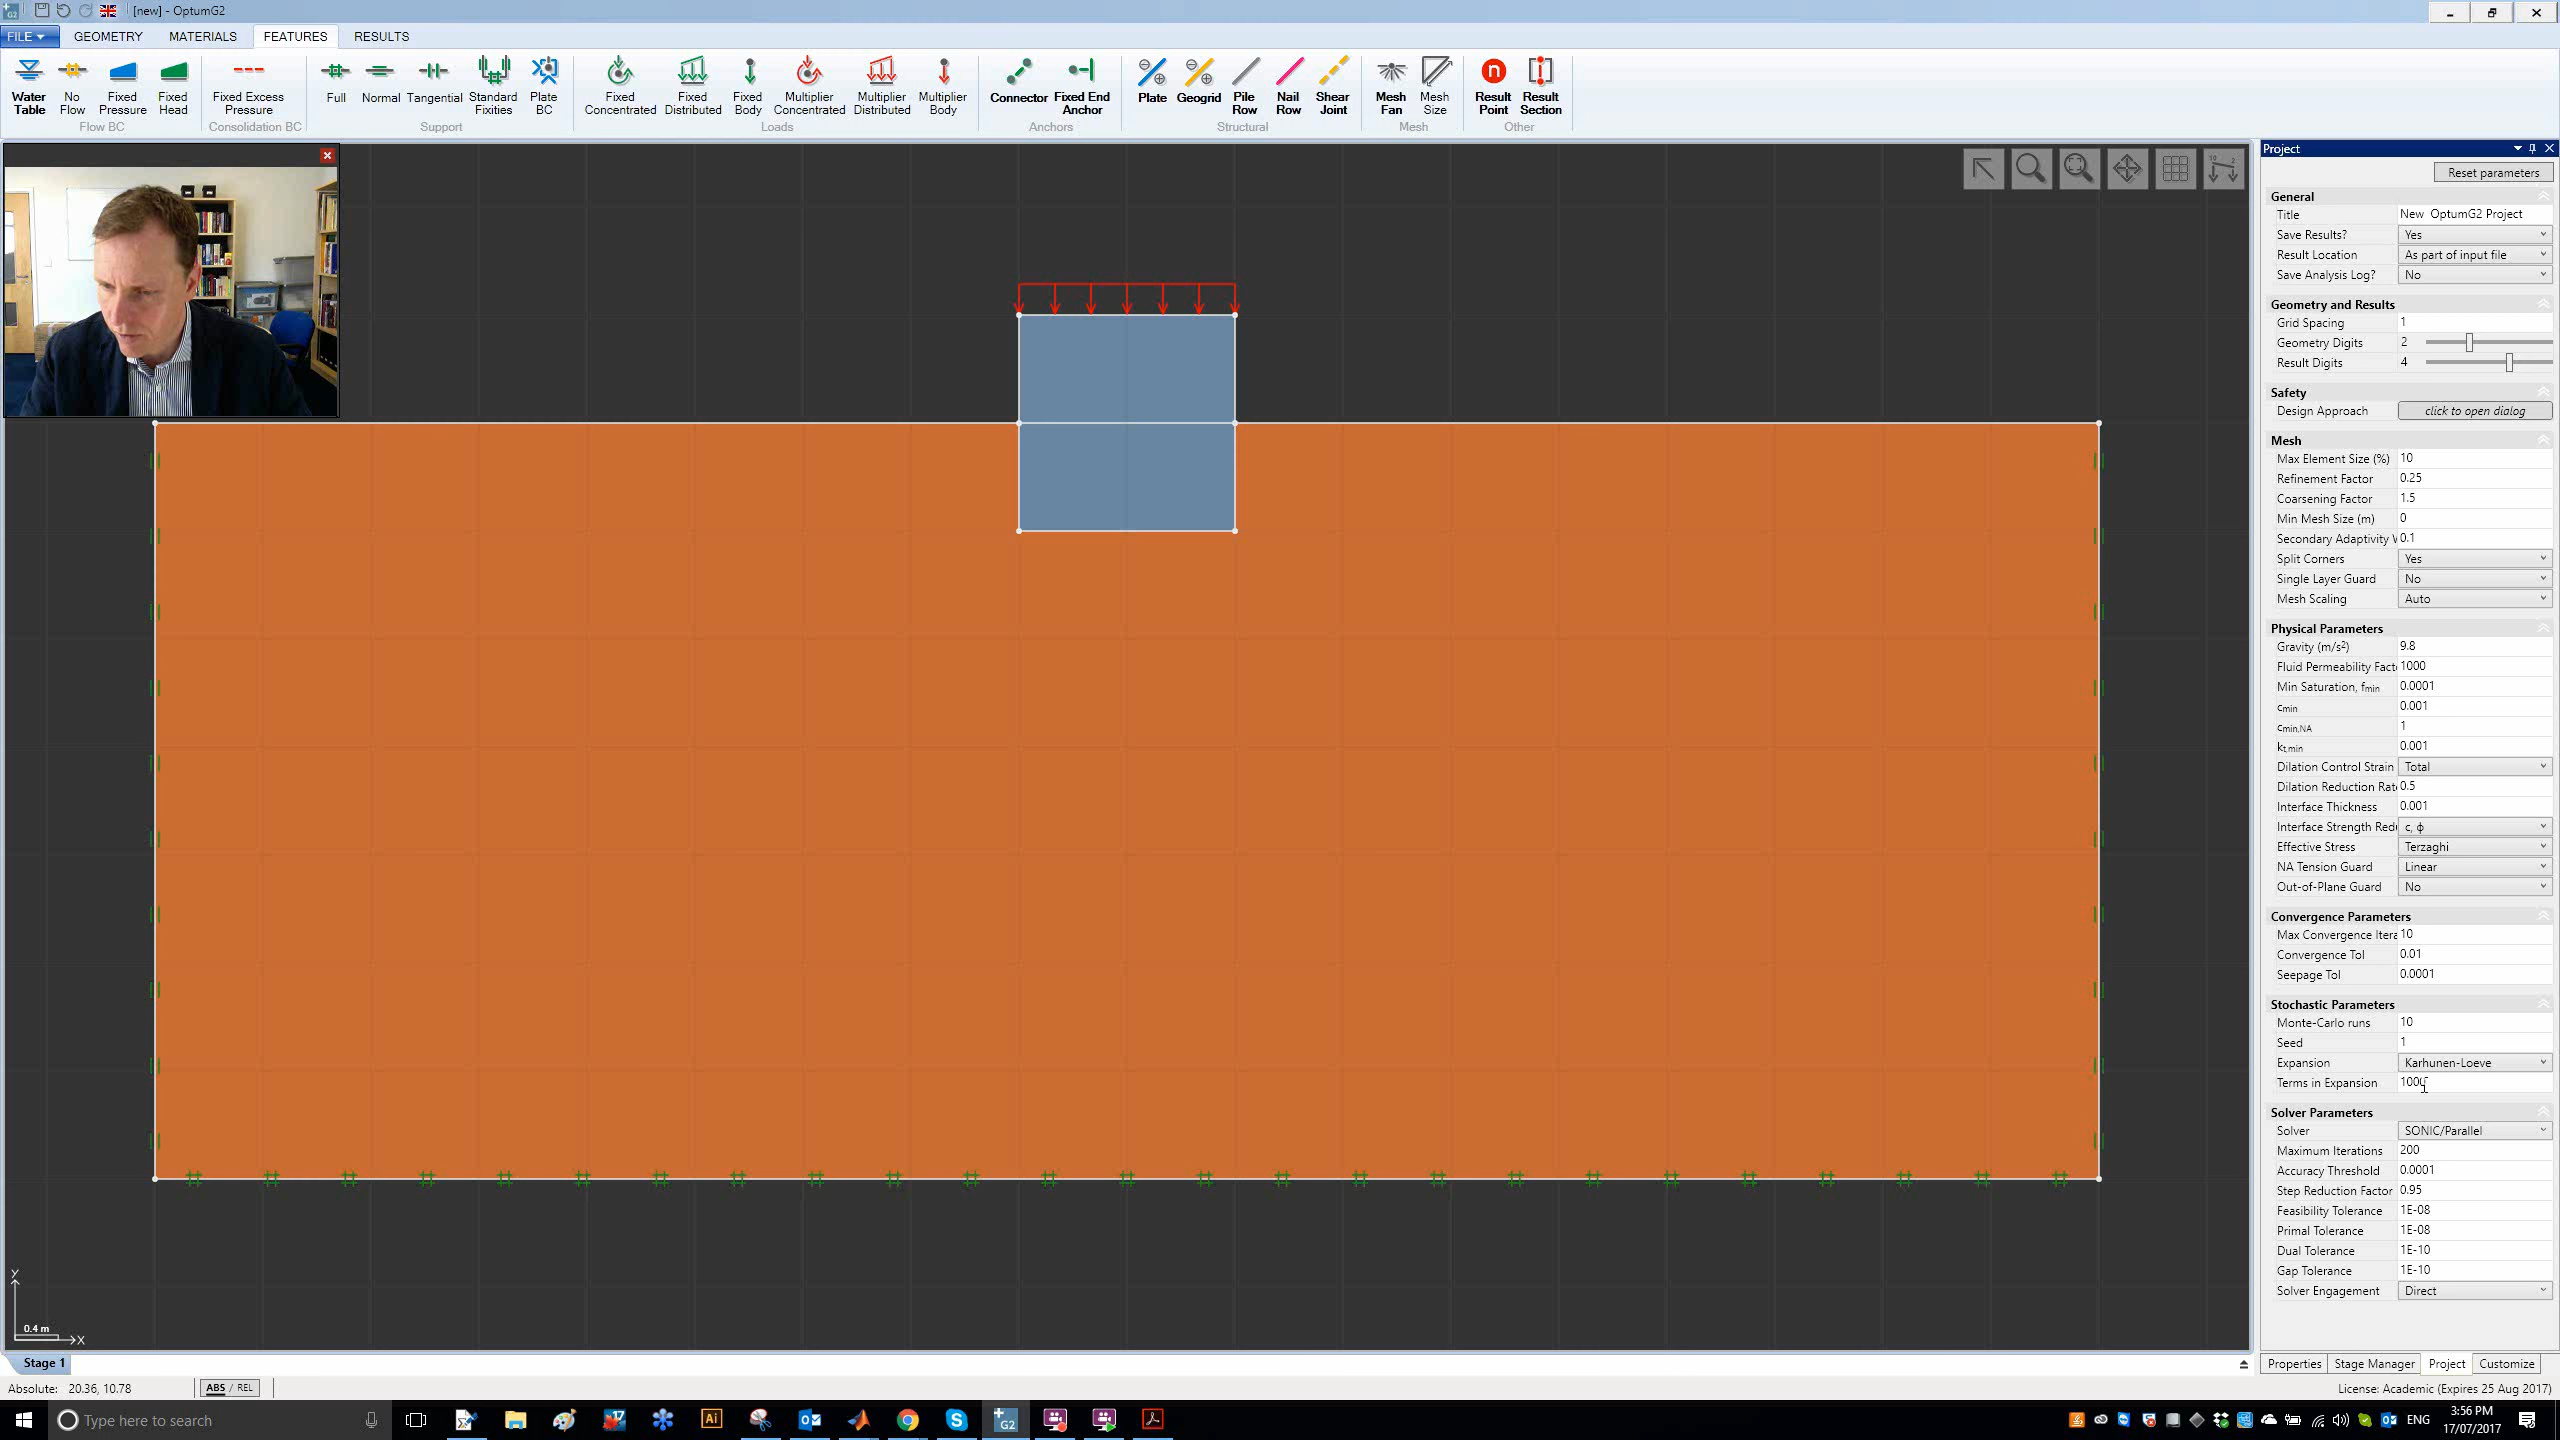 [new] - OptumG2
FILE
GEOMETRY
MATERIALS
FEATURES
RESULTS
Water Table
No Flow
Fixed Pressure
Fixed Head
Flow BC
Fixed Excess Pressure
Consolidation BC
Full
Normal
Tangential
Standard Fixities
Plate BC
Support
Fixed Concentrated
Fixed Distributed
Fixed Body
Multiplier Concentrated
Multiplier Distributed
Multiplier Body
Loads
Connector
Fixed End Anchor
Anchors
Plate
Geogrid
Pile Row
Nail Row
Shear Joint
Structural
Mesh Fan
Mesh Size
Mesh
Result Point
Result Section
Other
Project
Reset parameters
General
Title New OptumG2 Project
Save Results? Yes
Result Location As part of input file
Save Analysis Log? No
Geometry and Results
Grid Spacing 1
Geometry Digits 2
Result Digits 4
Safety
Design Approach click to open dialog
Mesh
Max Element Size (%) 10
Refinement Factor 0.25
Coarsening Factor 1.5
Min Mesh Size (m) 0
Secondary Adaptivity 0.1
Split Corners Yes
Single Layer Guard No
Mesh Scaling Auto
Physical Parameters
Gravity (m/s²) 9.8
Fluid Permeability Fact 1000
Min Saturation, fmin 0.0001
cmin 0.001
cmin,NA 1
kt,min 0.001
Dilation Control Strain Total
Dilation Reduction Rat 0.5
Interface Thickness 0.001
Interface Strength Redu c, ϕ
Effective Stress Terzaghi
NA Tension Guard Linear
Out-of-Plane Guard No
Convergence Parameters
Max Convergence Itera 10
Convergence Tol 0.01
Seepage Tol 0.0001
Stochastic Parameters
Monte-Carlo runs 10
Seed 1
Expansion Karhunen-Loeve
Terms in Expansion 1000
Solver Parameters
Solver SONIC/Parallel
Maximum Iterations 200
Accuracy Threshold 0.0001
Step Reduction Factor 0.95
Feasibility Tolerance 1E-08
Primal Tolerance 1E-08
Dual Tolerance 1E-10
Gap Tolerance 1E-10
Solver Engagement Direct
Y
0.4 m
X
Stage 1
Properties
Stage Manager
Project
Customize
Absolute: 20.36, 10.78
ABS / REL
License: Academic (Expires 25 Aug 2017)
Type here to search
Ai
G2
ENG
3:56 PM
17/07/2017